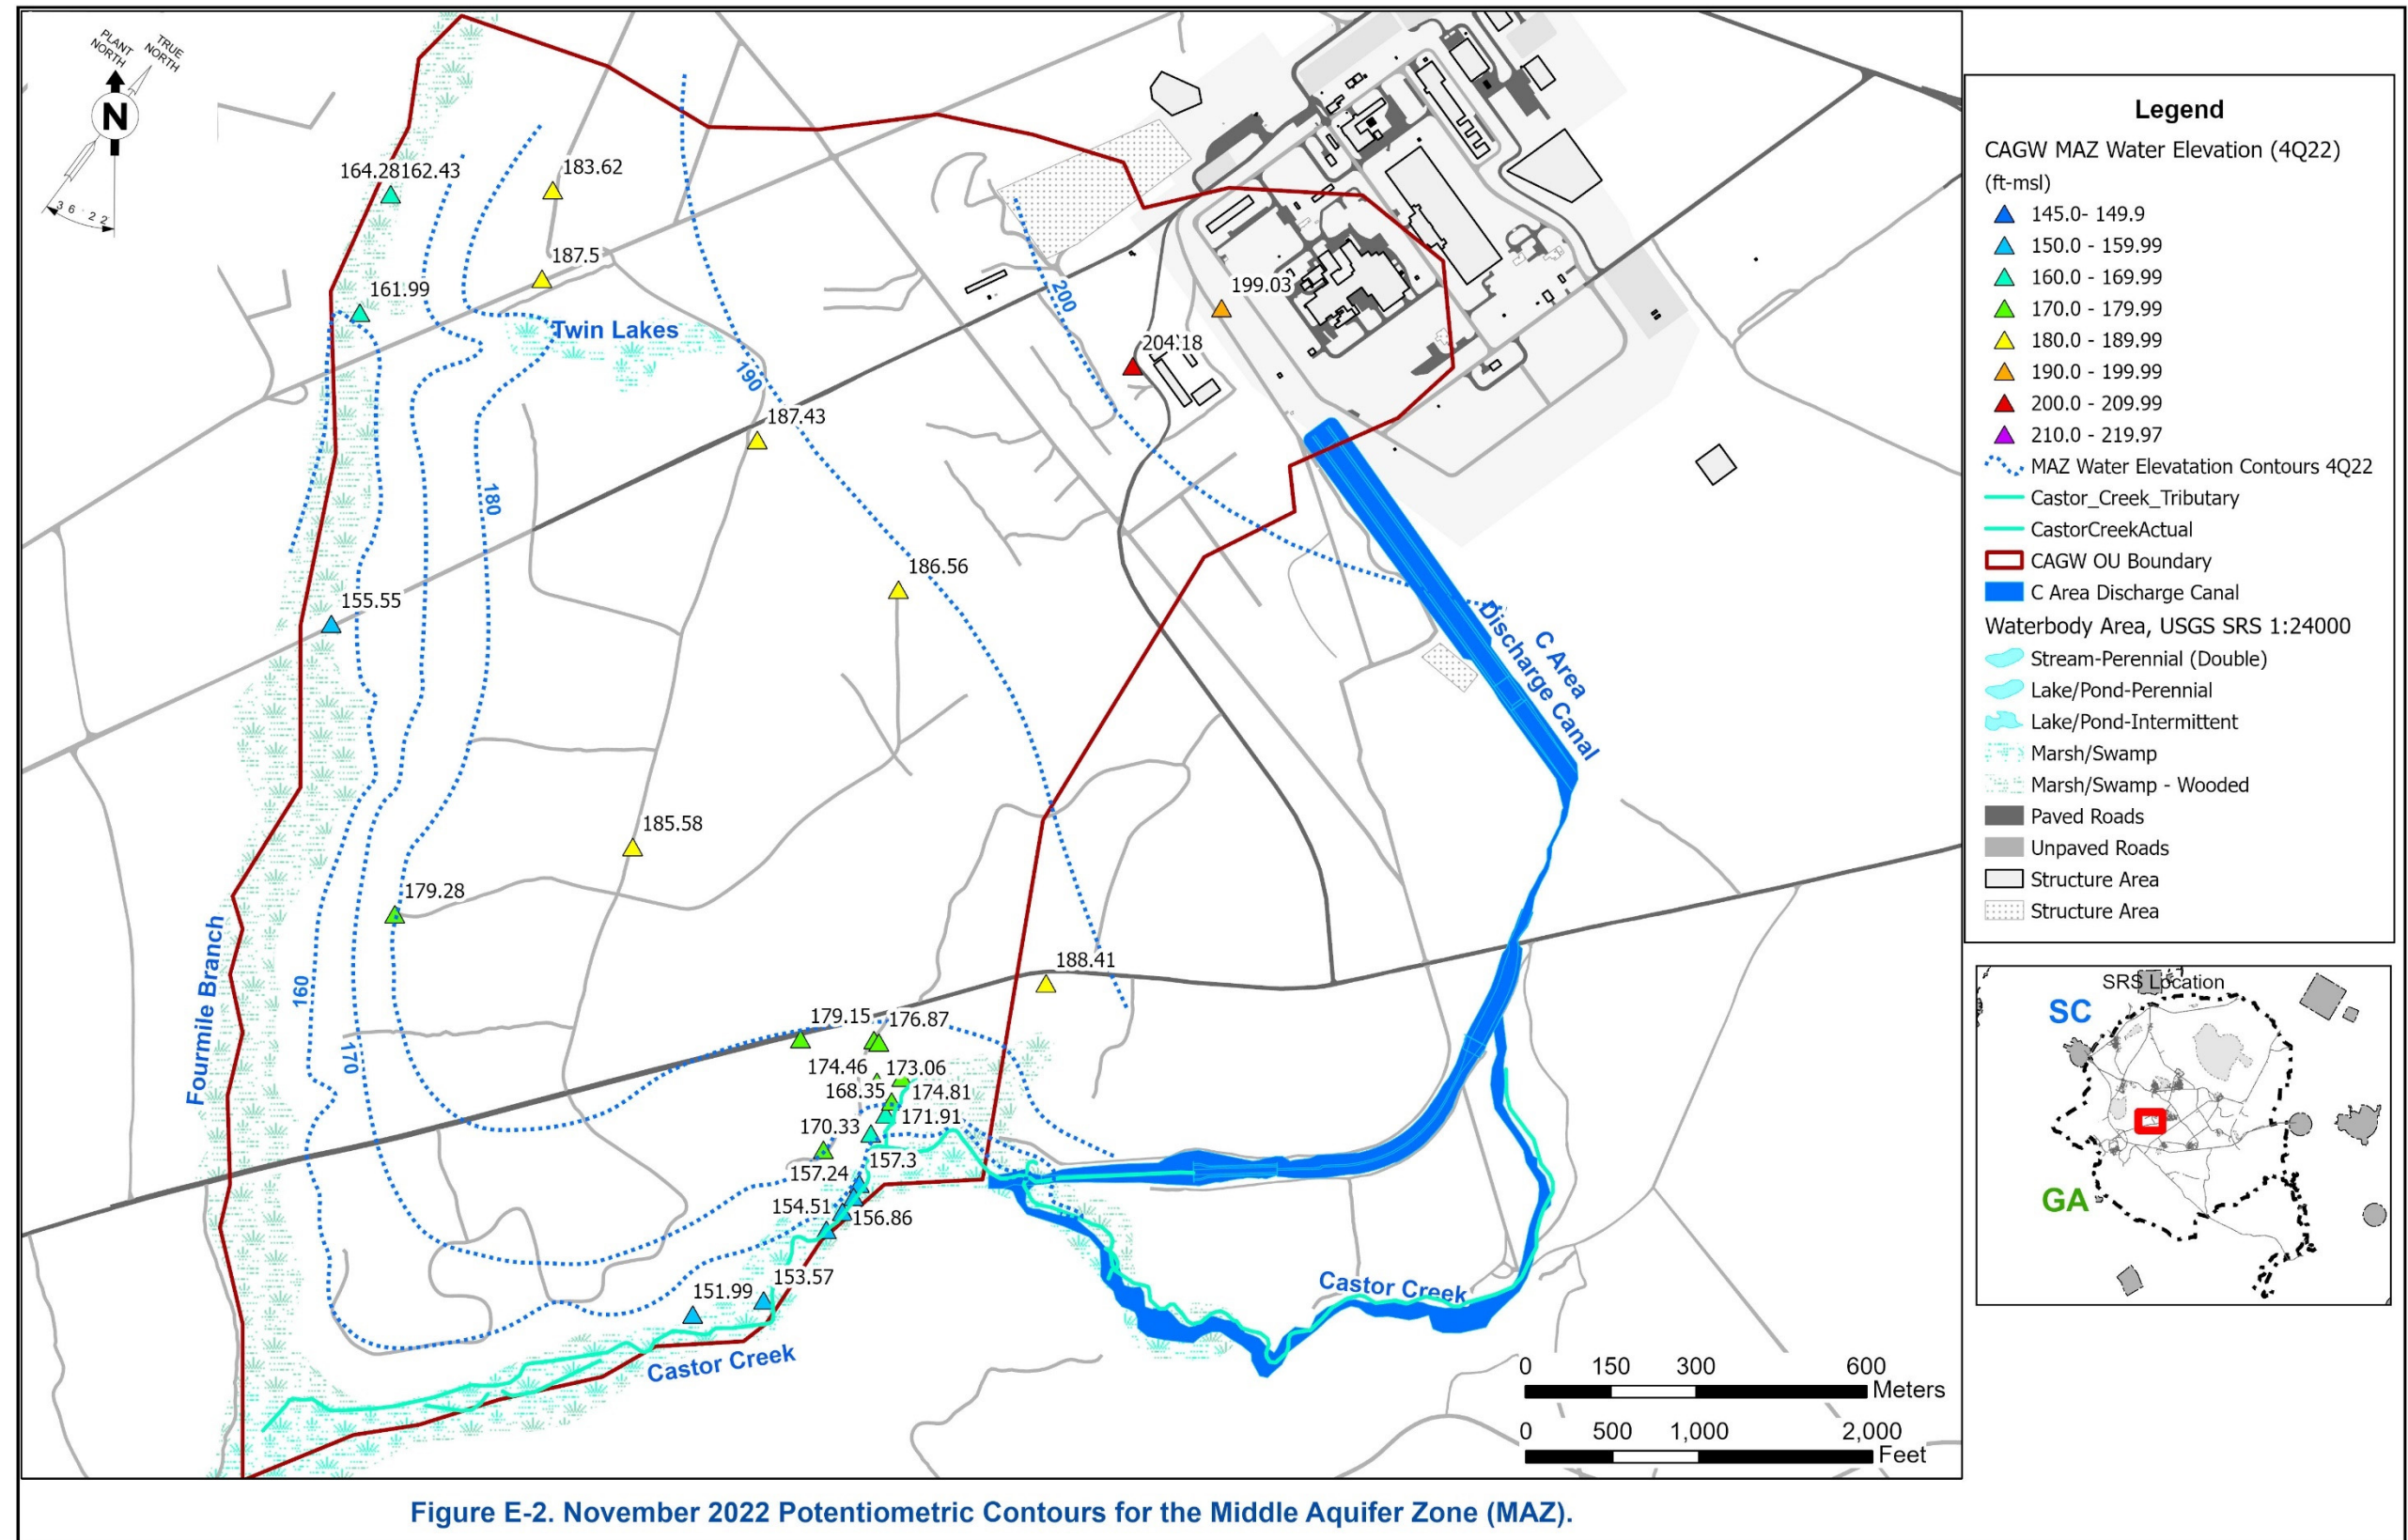 PLANT
NORTH
TRUE
NORTH
N
36°22'
164.28162.43
183.62
187.5
161.99
Twin Lakes
199.03
200
204.18
190
187.43
180
186.56
155.55
C Area
Discharge Canal
185.58
179.28
Fourmile Branch
160
170
188.41
179.15
176.87
174.46
173.06
168.35
174.81
171.91
170.33
157.3
157.24
154.51
156.86
153.57
151.99
Castor Creek
Castor Creek
0 150 300 600
Meters
0 500 1,000 2,000
Feet
Legend
CAGW MAZ Water Elevation (4Q22)
(ft-msl)
145.0- 149.9
150.0 - 159.99
160.0 - 169.99
170.0 - 179.99
180.0 - 189.99
190.0 - 199.99
200.0 - 209.99
210.0 - 219.97
MAZ Water Elevatation Contours 4Q22
Castor_Creek_Tributary
CastorCreekActual
CAGW OU Boundary
C Area Discharge Canal
Waterbody Area, USGS SRS 1:24000
Stream-Perennial (Double)
Lake/Pond-Perennial
Lake/Pond-Intermittent
Marsh/Swamp
Marsh/Swamp - Wooded
Paved Roads
Unpaved Roads
Structure Area
Structure Area
SRS Location
SC
GA
Figure E-2. November 2022 Potentiometric Contours for the Middle Aquifer Zone (MAZ).